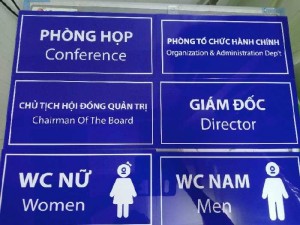 PHÒNG HỌP
Conference
PHÒNG TỔ CHỨC HÀNH CHÍNH
Organization & Administration Dep't
CHỦ TỊCH HỘI ĐỒNG QUẢN TRỊ
Chairman Of The Board
GIÁM ĐỐC
Director
WC NỮ
Women
WC NAM
Men